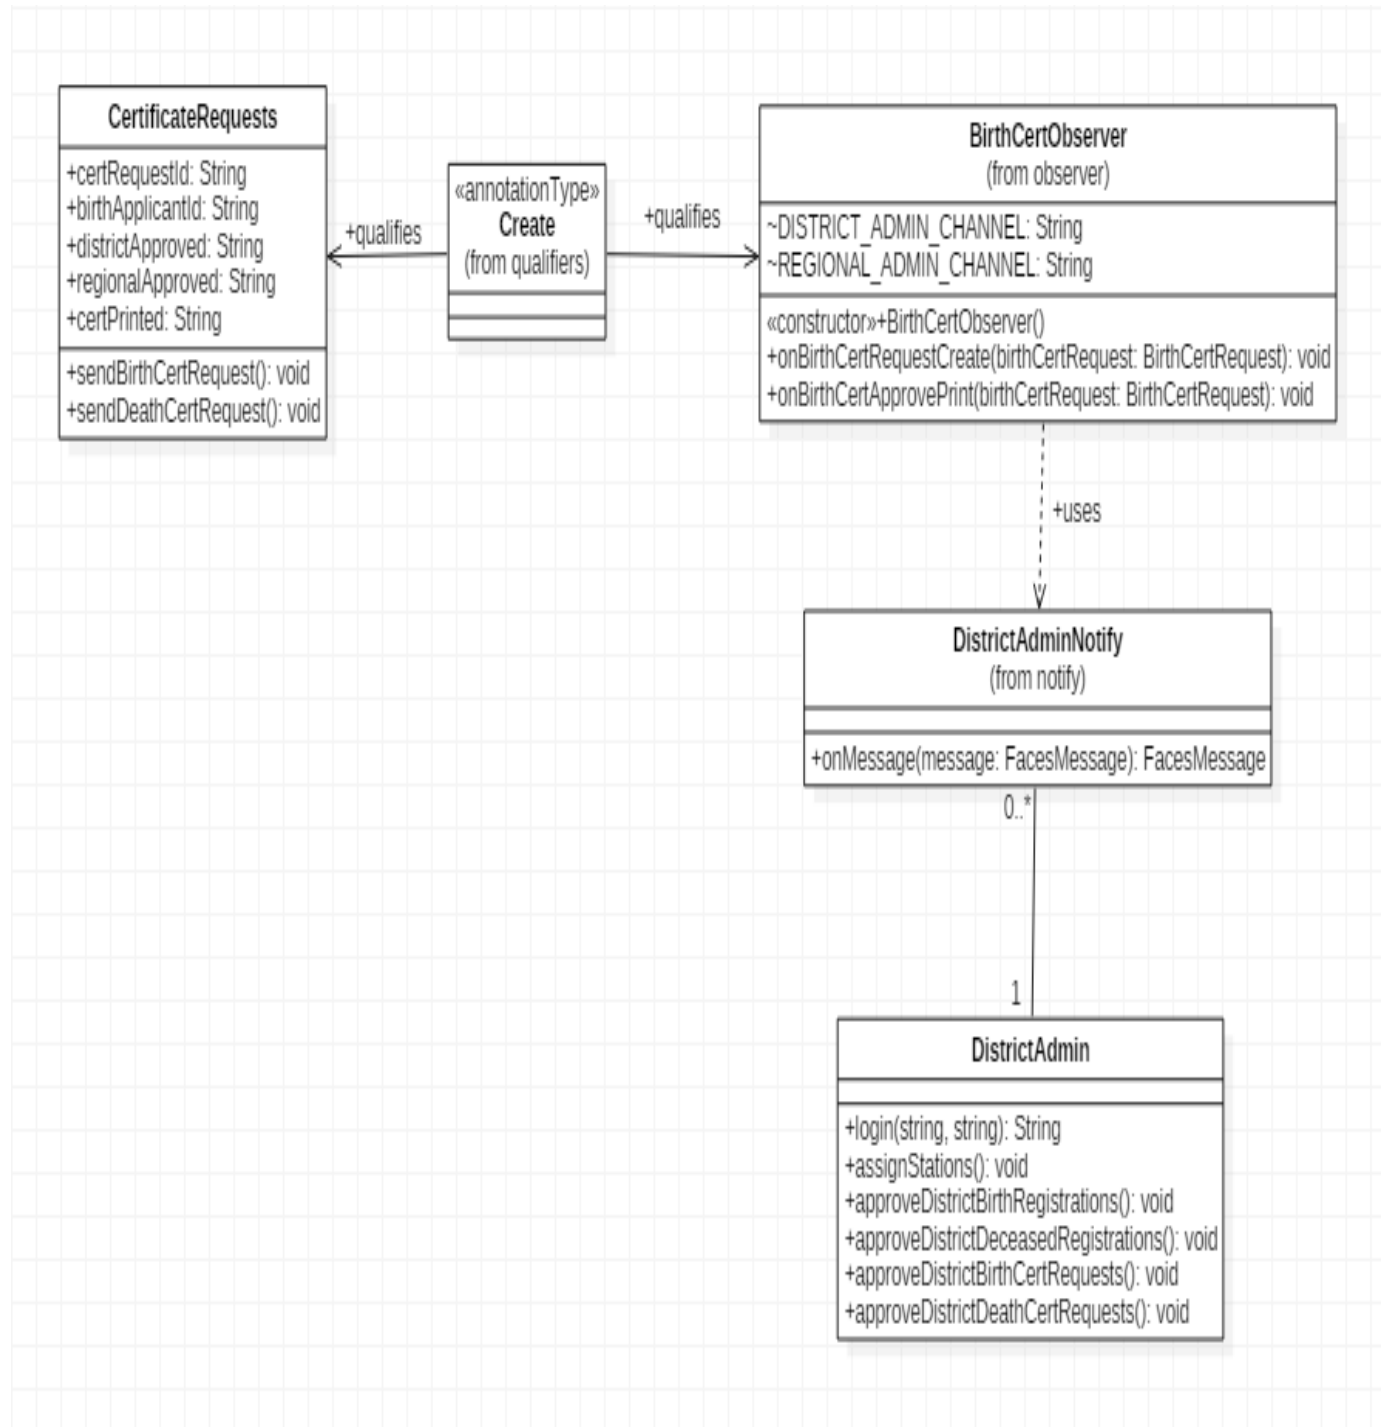 CertificateRequests
+certRequestId: String
+birthApplicantId: String
+districtApproved: String
+regionalApproved: String
+certPrinted: String
+sendBirthCertRequest(): void
+sendDeathCertRequest(): void
+qualifies
«annotationType»
Create
(from qualifiers)
+qualifies
BirthCertObserver
(from observer)
~DISTRICT_ADMIN_CHANNEL: String
~REGIONAL_ADMIN_CHANNEL: String
«constructor»+BirthCertObserver()
+onBirthCertRequestCreate(birthCertRequest: BirthCertRequest): void
+onBirthCertApprovePrint(birthCertRequest: BirthCertRequest): void
+uses
DistrictAdminNotify
(from notify)
+onMessage(message: FacesMessage): FacesMessage
0..*
1
DistrictAdmin
+login(string, string): String
+assignStations(): void
+approveDistrictBirthRegistrations(): void
+approveDistrictDeceasedRegistrations(): void
+approveDistrictBirthCertRequests(): void
+approveDistrictDeathCertRequests(): void